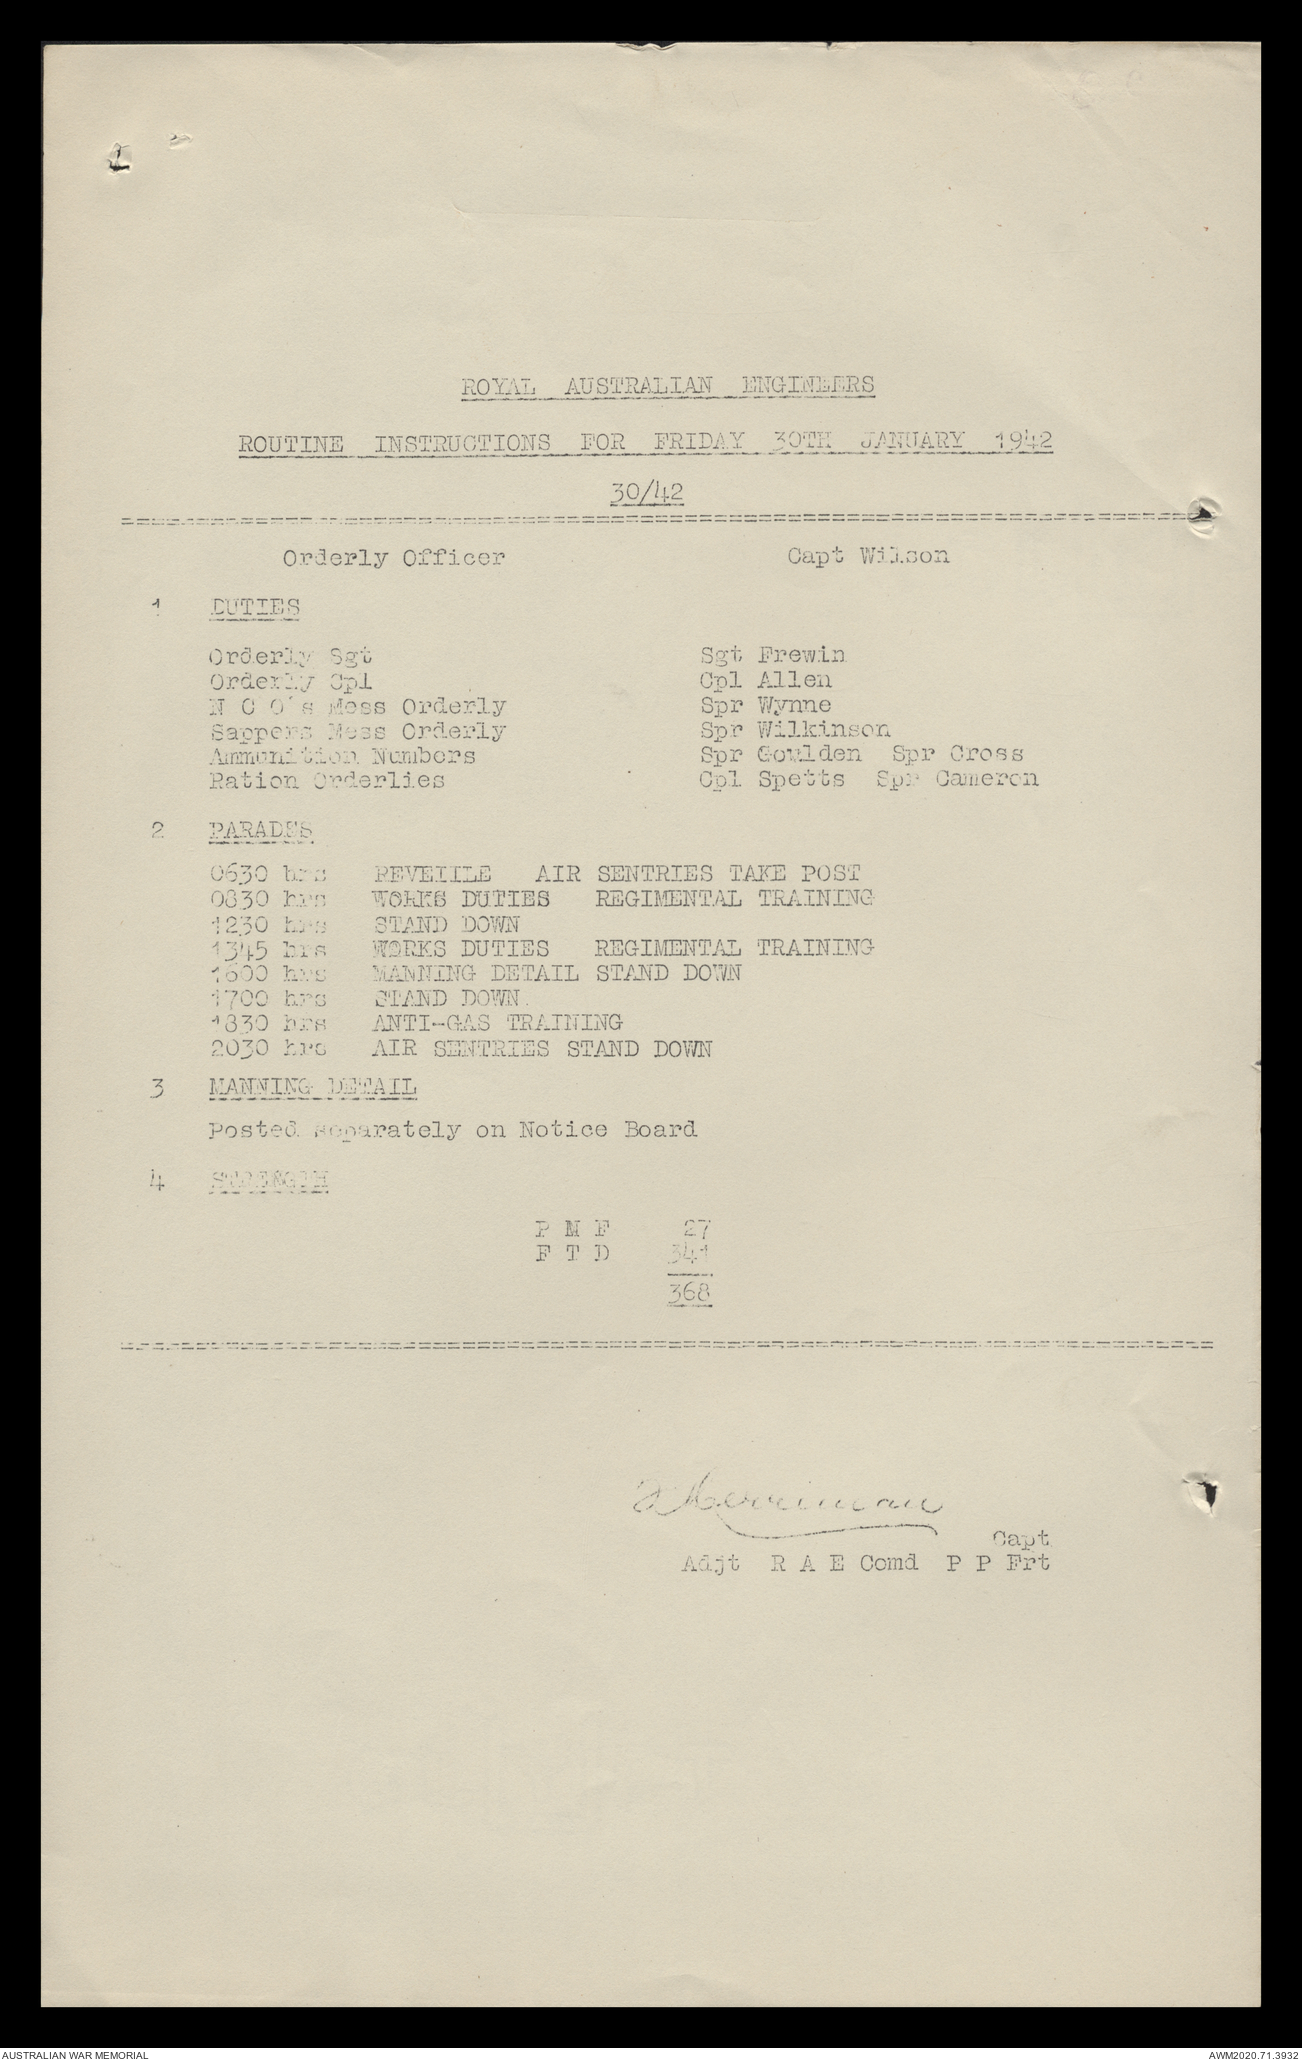 ROYAL AUSTRALIAN ENGINEERS
ROUTINE INSTRUCTIONS FOR FRIDAY 30TH JANUARY 1942
30/42
Orderly Officer Capt Wilson
1 DUTIES
Orderly Sgt Sgt Frewin
Orderly Cpl Cpl Allen
N C O's Mess Orderly Spr Wynne
Sappers Mess Orderly Spr Wilkinson
Ammunition Numbers Spr Goulden Spr Cross
Ration Orderlies Cpl Spetts Spr Cameron
2 PARADES
0630 hrs REVEIILE AIR SENTRIES TAKE POST
0830 hrs WORKS DUTIES REGIMENTAL TRAINING
1230 hrs STAND DOWN
1345 hrs WORKS DUTIES REGIMENTAL TRAINING
1600 hrs MANNING DETAIL STAND DOWN
1700 hrs STAND DOWN
1830 hrs ANTI-GAS TRAINING
2030 hrs AIR SENTRIES STAND DOWN
3 MANNING DETAIL
Posted separately on Notice Board
4 STRENGTH
P M F 27
F T D 341
368
Merriman
Capt
Adjt R A E Comd P P Frt
AUSTRALIAN WAR MEMORIAL AWM2020.71.3932